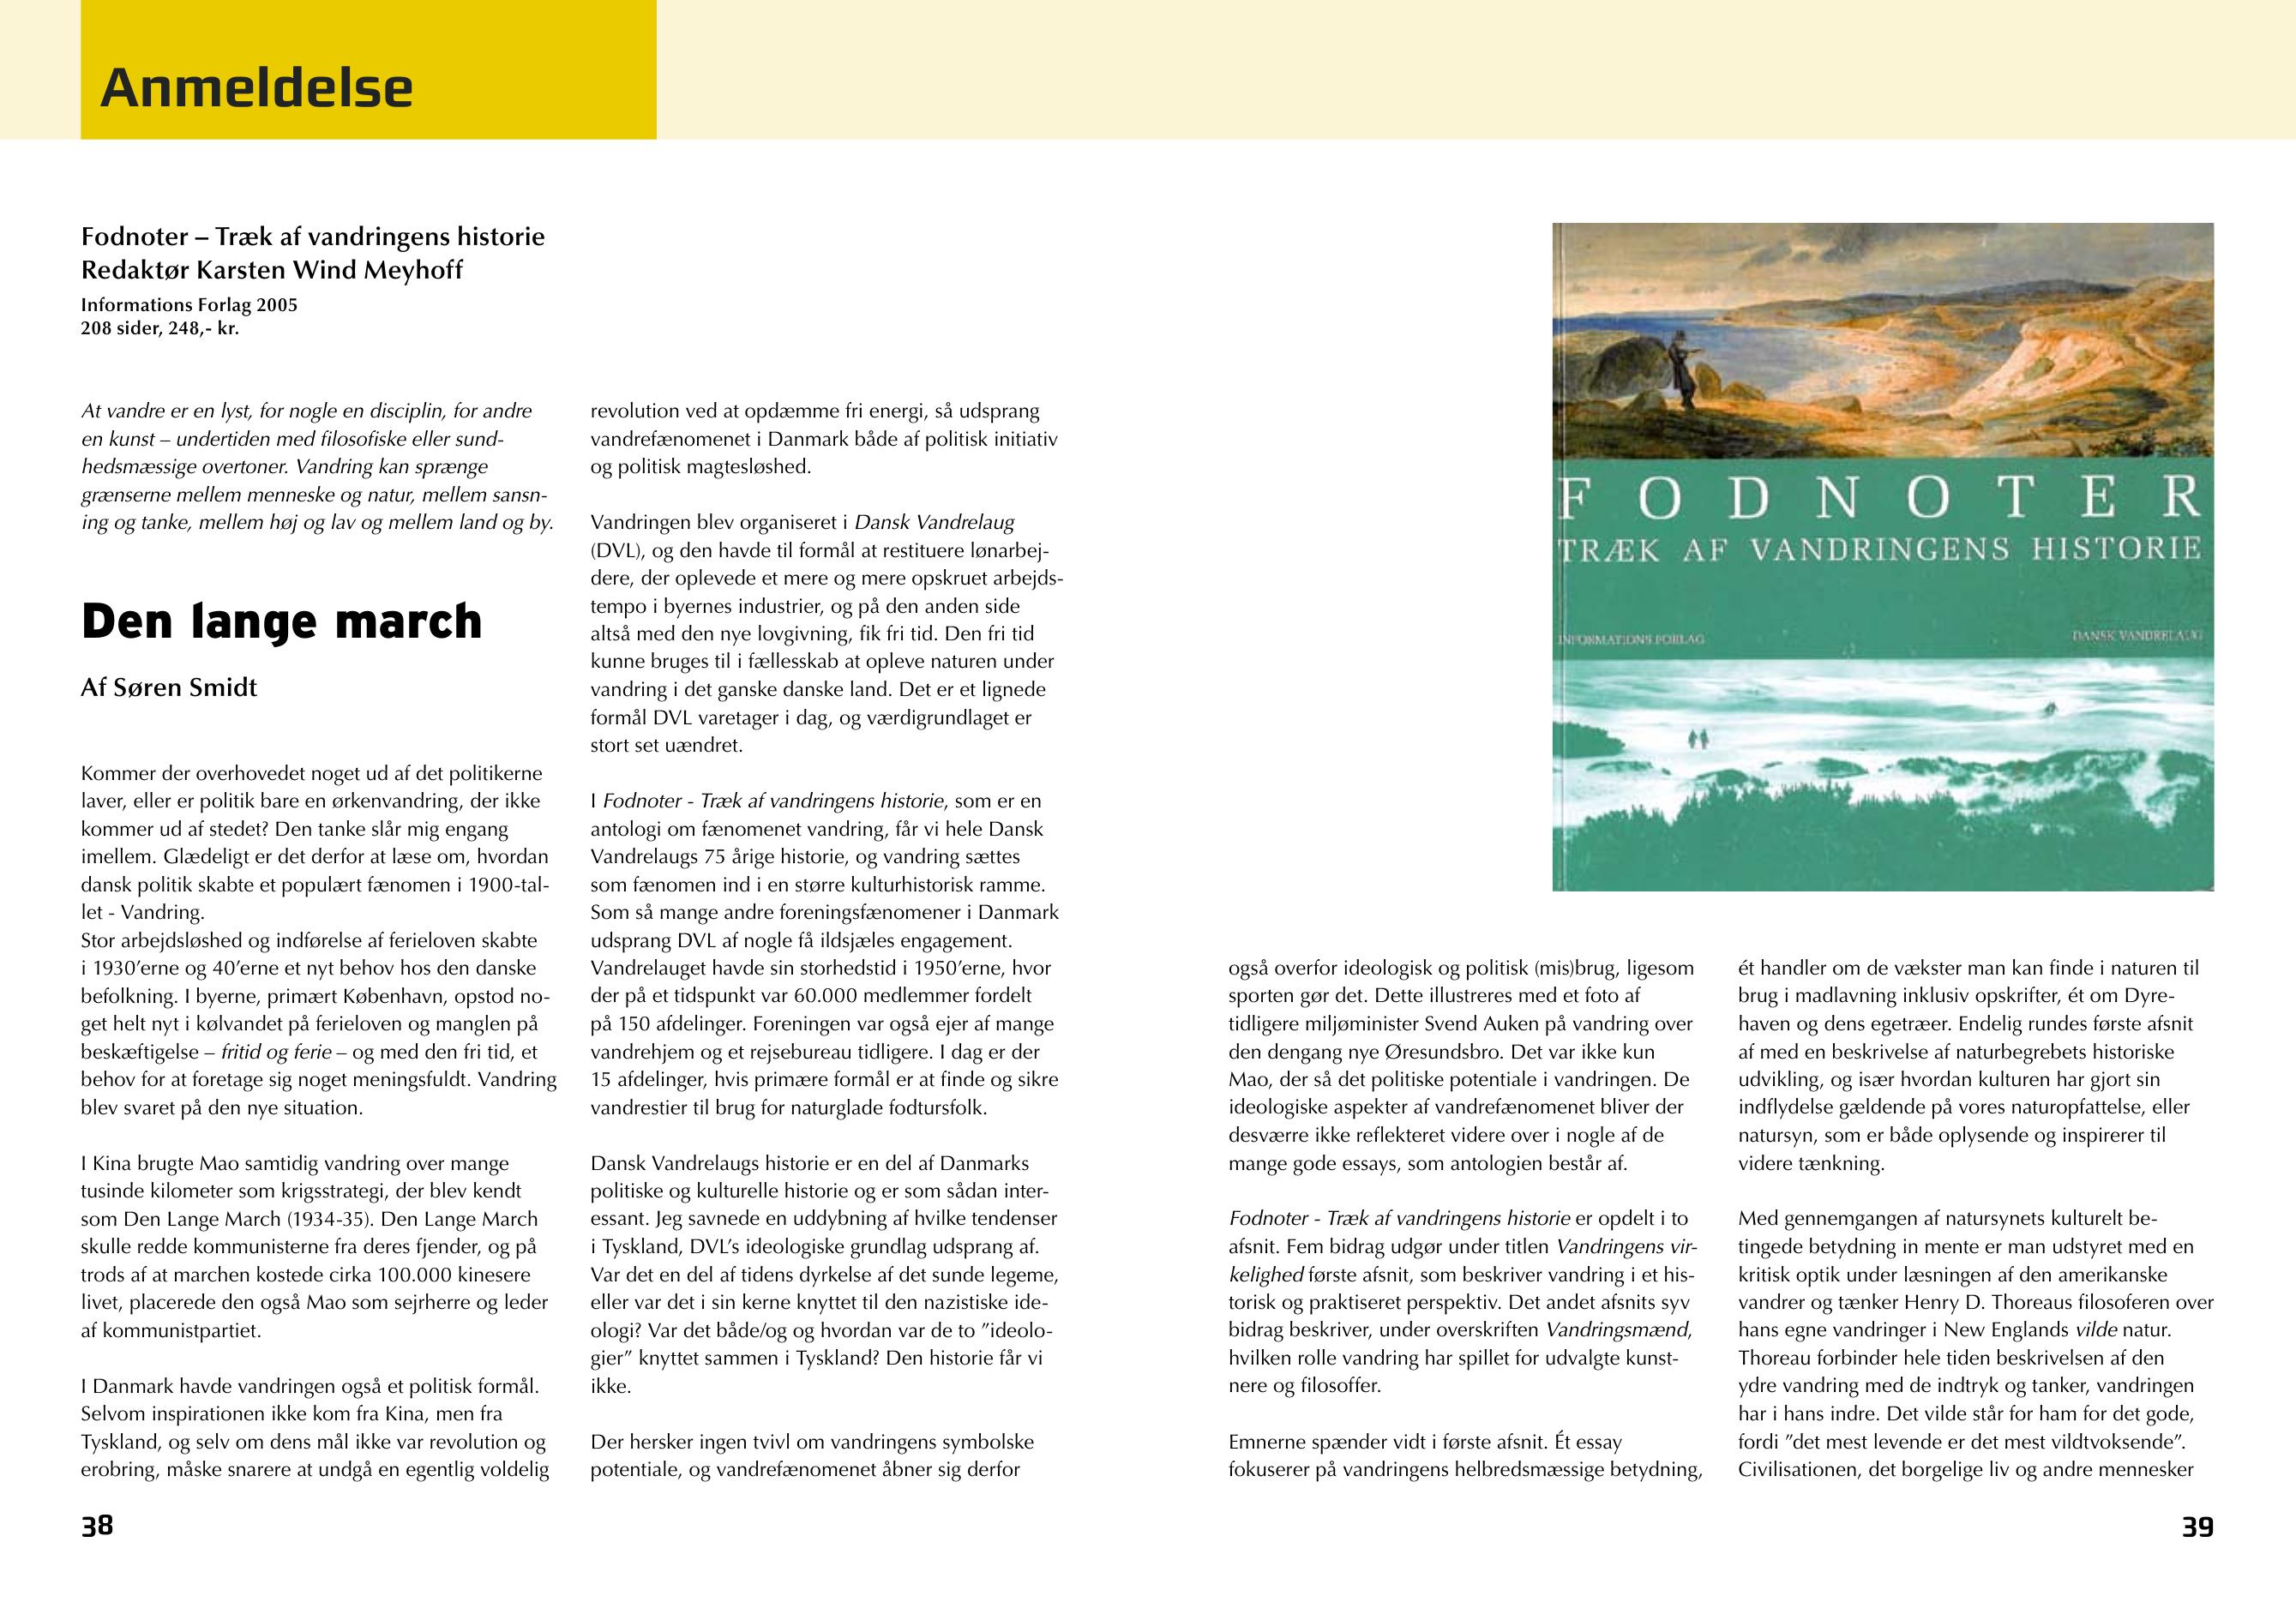 Anmeldelse
Fodnoter – Træk af vandringens historie
Redaktør Karsten Wind Meyhoff
Informations Forlag 2005
208 sider, 248,- kr.
At vandre er en lyst, for nogle en disciplin, for andre
en kunst – undertiden med filosofiske eller sund-
hedsmæssige overtoner. Vandring kan sprænge
grænserne mellem menneske og natur, mellem sansn-
ing og tanke, mellem høj og lav og mellem land og by.
Den lange march
Af Søren Smidt
Kommer der overhovedet noget ud af det politikerne
laver, eller er politik bare en ørkenvandring, der ikke
kommer ud af stedet? Den tanke slår mig engang
imellem. Glædeligt er det derfor at læse om, hvordan
dansk politik skabte et populært fænomen i 1900-tal-
let - Vandring.
Stor arbejdsløshed og indførelse af ferieloven skabte
i 1930’erne og 40’erne et nyt behov hos den danske
befolkning. I byerne, primært København, opstod no-
get helt nyt i kølvandet på ferieloven og manglen på
beskæftigelse – fritid og ferie – og med den fri tid, et
behov for at foretage sig noget meningsfuldt. Vandring
blev svaret på den nye situation.
I Kina brugte Mao samtidig vandring over mange
tusinde kilometer som krigsstrategi, der blev kendt
som Den Lange March (1934-35). Den Lange March
skulle redde kommunisterne fra deres fjender, og på
trods af at marchen kostede cirka 100.000 kinesere
livet, placerede den også Mao som sejrherre og leder
af kommunistpartiet.
I Danmark havde vandringen også et politisk formål.
Selvom inspirationen ikke kom fra Kina, men fra
Tyskland, og selv om dens mål ikke var revolution og
erobring, måske snarere at undgå en egentlig voldelig
revolution ved at opdæmme fri energi, så udsprang
vandrefænomenet i Danmark både af politisk initiativ
og politisk magtesløshed.
Vandringen blev organiseret i Dansk Vandrelaug
(DVL), og den havde til formål at restituere lønarbej-
dere, der oplevede et mere og mere opskruet arbejds-
tempo i byernes industrier, og på den anden side
altså med den nye lovgivning, fik fri tid. Den fri tid
kunne bruges til i fællesskab at opleve naturen under
vandring i det ganske danske land. Det er et lignede
formål DVL varetager i dag, og værdigrundlaget er
stort set uændret.
I Fodnoter - Træk af vandringens historie, som er en
antologi om fænomenet vandring, får vi hele Dansk
Vandrelaugs 75 årige historie, og vandring sættes
som fænomen ind i en større kulturhistorisk ramme.
Som så mange andre foreningsfænomener i Danmark
udsprang DVL af nogle få ildsjæles engagement.
Vandrelauget havde sin storhedstid i 1950’erne, hvor
der på et tidspunkt var 60.000 medlemmer fordelt
på 150 afdelinger. Foreningen var også ejer af mange
vandrehjem og et rejsebureau tidligere. I dag er der
15 afdelinger, hvis primære formål er at finde og sikre
vandrestier til brug for naturglade fodtursfolk.
Dansk Vandrelaugs historie er en del af Danmarks
politiske og kulturelle historie og er som sådan inter-
essant. Jeg savnede en uddybning af hvilke tendenser
i Tyskland, DVL’s ideologiske grundlag udsprang af.
Var det en del af tidens dyrkelse af det sunde legeme,
eller var det i sin kerne knyttet til den nazistiske ide-
ologi? Var det både/og og hvordan var de to ”ideolo-
gier” knyttet sammen i Tyskland? Den historie får vi
ikke.
Der hersker ingen tvivl om vandringens symbolske
potentiale, og vandrefænomenet åbner sig derfor
38
FODNOTER
TRÆK AF VANDRINGENS HISTORIE
INFORMATIONS FORLAG
DANSK VANDRELAUG
også overfor ideologisk og politisk (mis)brug, ligesom
sporten gør det. Dette illustreres med et foto af
tidligere miljøminister Svend Auken på vandring over
den dengang nye Øresundsbro. Det var ikke kun
Mao, der så det politiske potentiale i vandringen. De
ideologiske aspekter af vandrefænomenet bliver der
desværre ikke reflekteret videre over i nogle af de
mange gode essays, som antologien består af.
Fodnoter - Træk af vandringens historie er opdelt i to
afsnit. Fem bidrag udgør under titlen Vandringens vir-
kelighed første afsnit, som beskriver vandring i et his-
torisk og praktiseret perspektiv. Det andet afsnits syv
bidrag beskriver, under overskriften Vandringsmænd,
hvilken rolle vandring har spillet for udvalgte kunst-
nere og filosoffer.
Emnerne spænder vidt i første afsnit. Ét essay
fokuserer på vandringens helbredsmæssige betydning,
ét handler om de vækster man kan finde i naturen til
brug i madlavning inklusiv opskrifter, ét om Dyre-
haven og dens egetræer. Endelig rundes første afsnit
af med en beskrivelse af naturbegrebets historiske
udvikling, og især hvordan kulturen har gjort sin
indflydelse gældende på vores naturopfattelse, eller
natursyn, som er både oplysende og inspirerer til
videre tænkning.
Med gennemgangen af natursynets kulturelt be-
tingede betydning in mente er man udstyret med en
kritisk optik under læsningen af den amerikanske
vandrer og tænker Henry D. Thoreaus filosoferen over
hans egne vandringer i New Englands vilde natur.
Thoreau forbinder hele tiden beskrivelsen af den
ydre vandring med de indtryk og tanker, vandringen
har i hans indre. Det vilde står for ham for det gode,
fordi ”det mest levende er det mest vildtvoksende”.
Civilisationen, det borgelige liv og andre mennesker
39